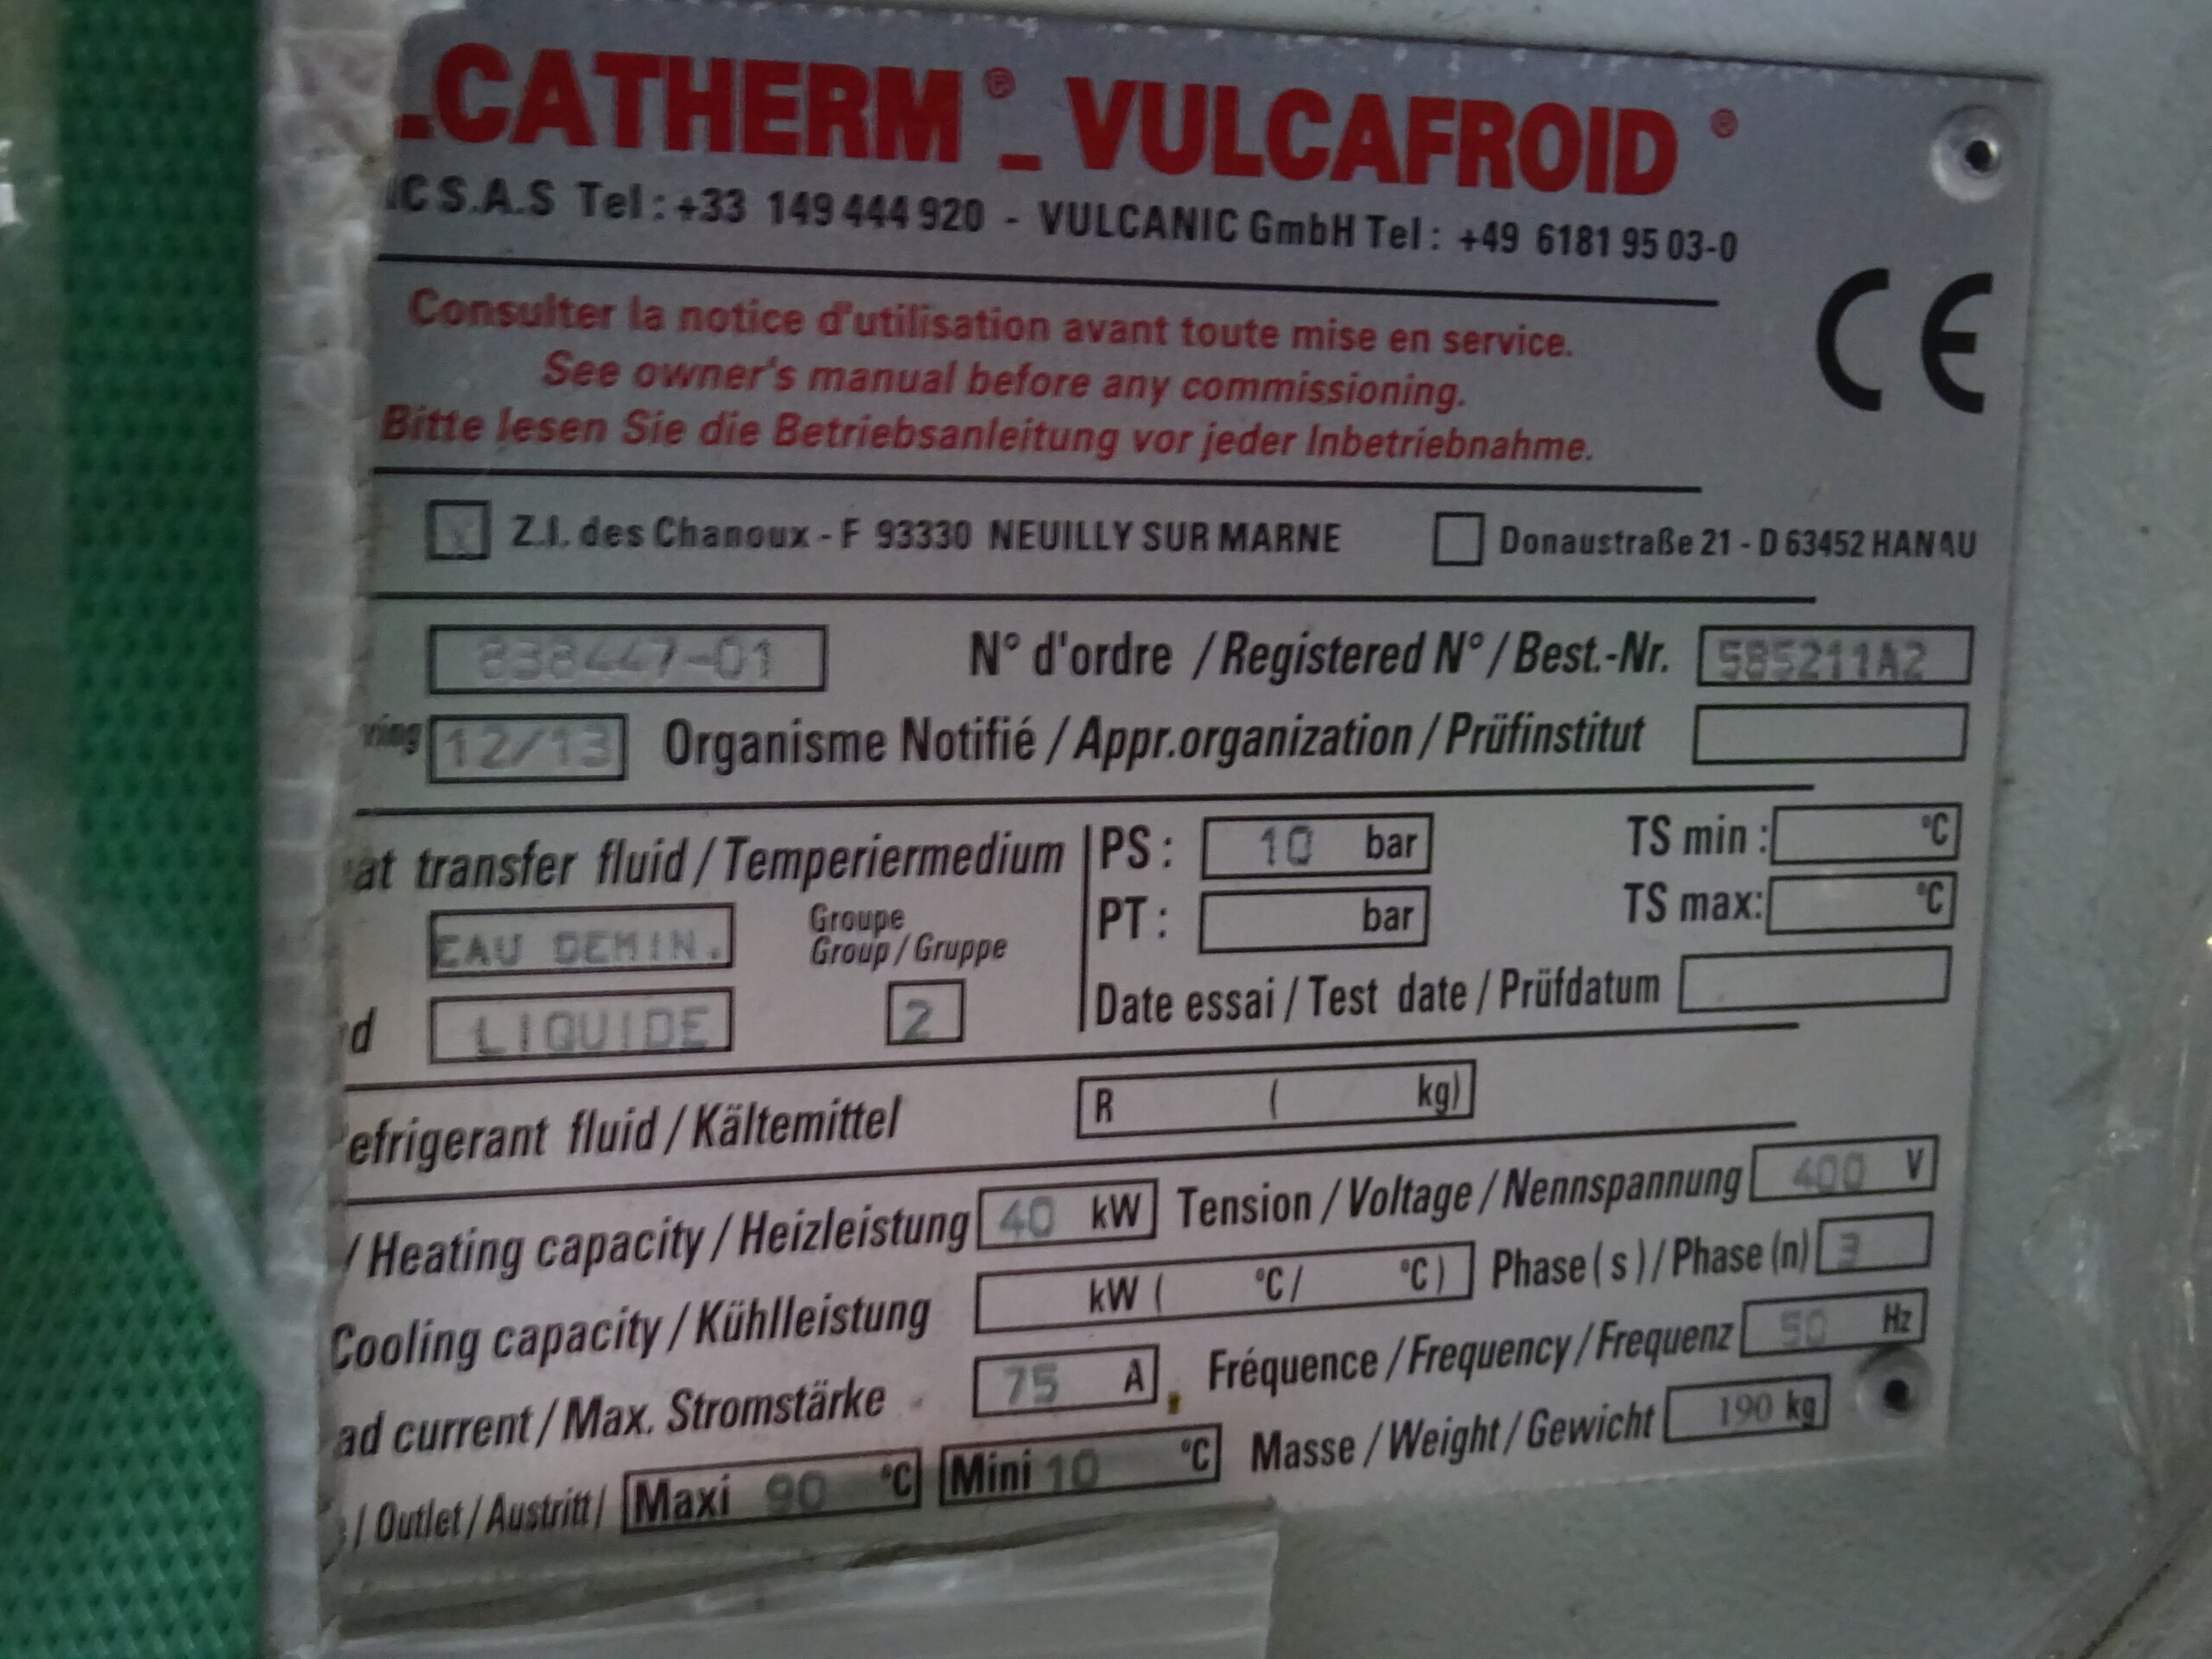 LCATHERM® _ VULCAFROID®
IC S.A.S Tel : +33 149 444 920 - VULCANIC GmbH Tel : +49 6181 95 03-0
Consulter la notice d'utilisation avant toute mise en service.
See owner's manual before any commissioning.
Bitte lesen Sie die Betriebsanleitung vor jeder Inbetriebnahme.
CE
X Z.I. des Chanoux - F 93330 NEUILLY SUR MARNE Donaustraße 21 - D 63452 HANAU
838447-01 N° d'ordre / Registered N° / Best.-Nr. 585211A2
ving 12/13 Organisme Notifié / Appr.organization / Prüfinstitut
at transfer fluid / Temperiermedium PS : 10 bar TS min : °C
EAU DEMIN. Groupe Group / Gruppe PT : bar TS max: °C
d LIQUIDE 2 Date essai / Test date / Prüfdatum
efrigerant fluid / Kältemittel R ( kg)
/ Heating capacity / Heizleistung 40 kW Tension / Voltage / Nennspannung 400 V
Cooling capacity / Kühlleistung kW ( °C / °C ) Phase ( s ) / Phase (n) 3
ad current / Max. Stromstärke 75 A Fréquence / Frequency / Frequenz 50 Hz
/ Outlet / Austritt / Maxi 90 °C Mini 10 °C Masse / Weight / Gewicht 190 kg